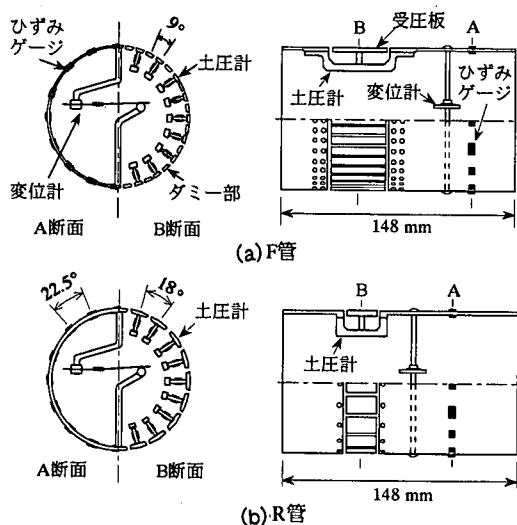 ひずみ
ゲージ
9°
土圧計
変位計
ダミー部
A断面
B断面
B
受圧板
A
土圧計
変位計
ひずみ
ゲージ
148 mm
(a) F管
22.5°
18°
土圧計
A断面
B断面
B
A
土圧計
148 mm
(b) R管